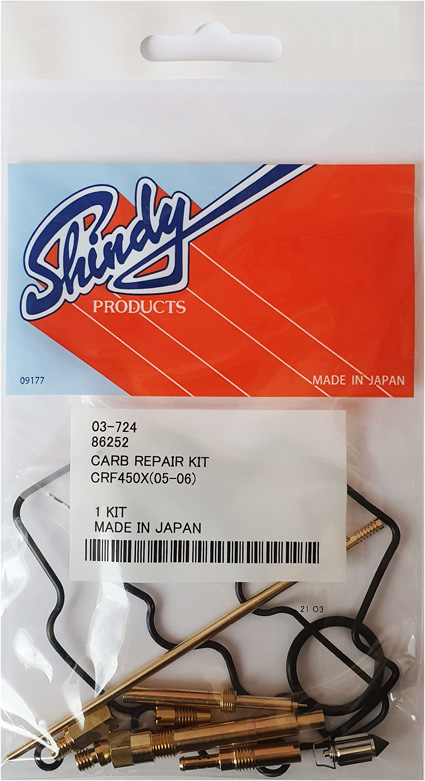 Shindy
PRODUCTS
09177
MADE IN JAPAN
03-724
86252
CARB REPAIR KIT
CRF450X(05-06)
1 KIT
MADE IN JAPAN
21 03